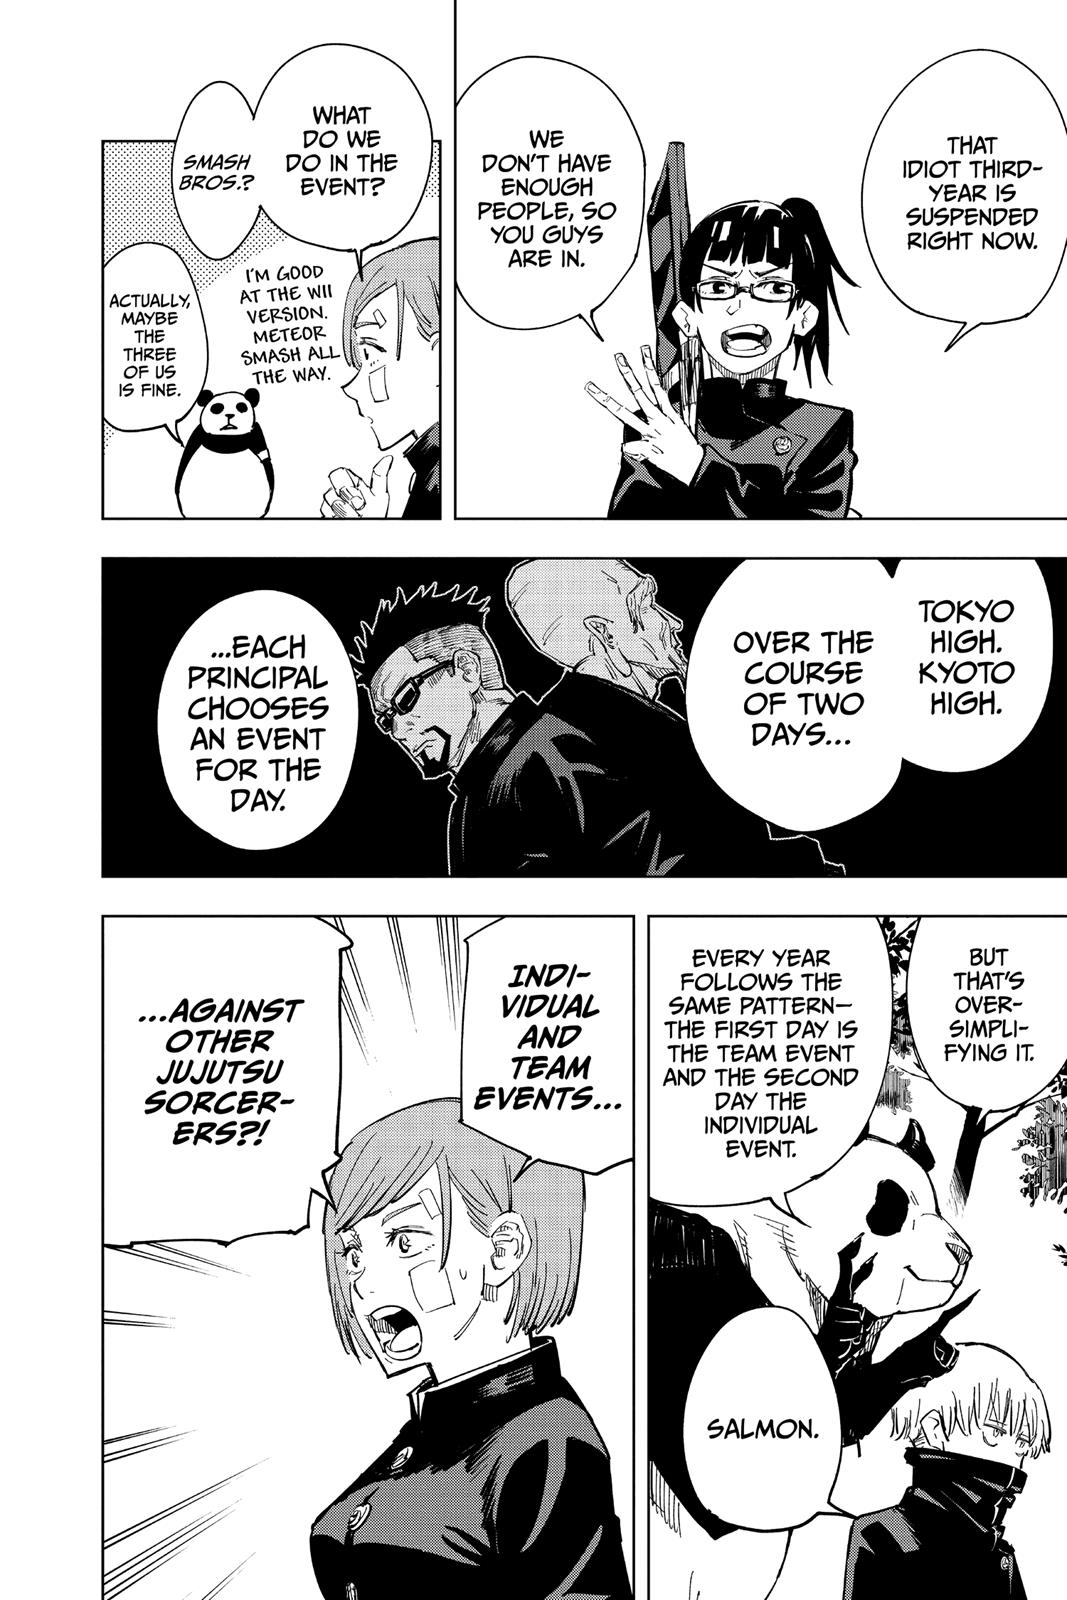 THAT
IDIOT THIRD-
YEAR IS
SUSPENDED
RIGHT NOW.
WE
DON'T HAVE
ENOUGH
PEOPLE, SO
YOU GUYS
ARE IN.
WHAT
DO WE
DO IN THE
EVENT?
SMASH
BROS.?
I'M GOOD
AT THE WII
VERSION.
METEOR
SMASH ALL
THE WAY.
ACTUALLY,
MAYBE
THE
THREE
OF US
IS FINE.
TOKYO
HIGH.
KYOTO
HIGH.
OVER THE
COURSE
OF TWO
DAYS...
...EACH
PRINCIPAL
CHOOSES
AN EVENT
FOR THE
DAY.
BUT
THAT'S
OVER-
SIMPLI-
FYING IT.
EVERY YEAR
FOLLOWS THE
SAME PATTERN—
THE FIRST DAY IS
THE TEAM EVENT
AND THE SECOND
DAY THE
INDIVIDUAL
EVENT.
SALMON.
INDI-
VIDUAL
AND
TEAM
EVENTS...
...AGAINST
OTHER
JUJUTSU
SORCER-
ERS?!